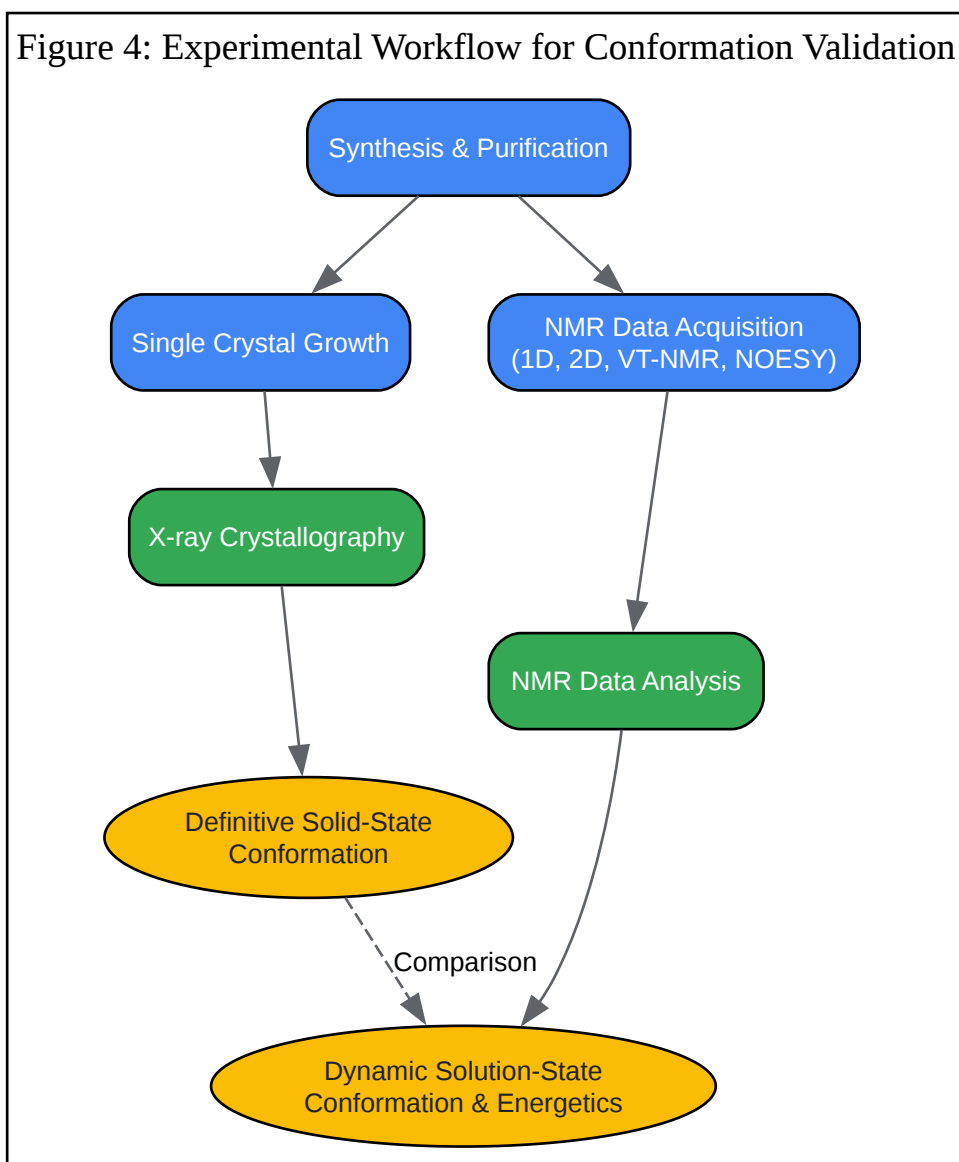 Figure 4: Experimental Workflow for Conformation Validation
Synthesis & Purification
Single Crystal Growth
NMR Data Acquisition
(1D, 2D, VT-NMR, NOESY)
X-ray Crystallography
NMR Data Analysis
Definitive Solid-State
Conformation
Comparison
Dynamic Solution-State
Conformation & Energetics